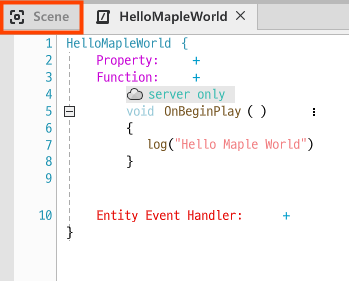 Scene HelloMapleWorld ×
1 HelloMapleWorld {
2 Property: +
3 Function: +
4 server only
5 void OnBeginPlay ( )
6 {
7 log("Hello Maple World")
8 }
9
10 Entity Event Handler: +
}